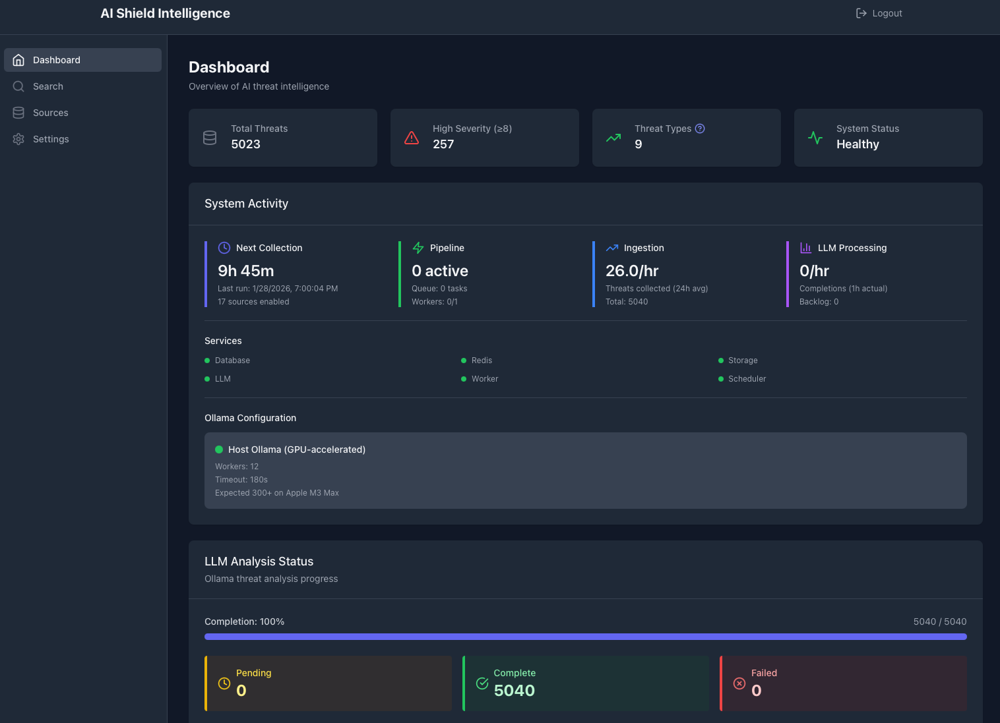 AI Shield Intelligence
Logout
Dashboard
Search
Sources
Settings
Dashboard
Overview of AI threat intelligence
Total Threats
5023
High Severity (≥8)
257
Threat Types
9
System Status
Healthy
System Activity
Next Collection
9h 45m
Last run: 1/28/2026, 7:00:04 PM
17 sources enabled
Pipeline
0 active
Queue: 0 tasks
Workers: 0/1
Ingestion
26.0/hr
Threats collected (24h avg)
Total: 5040
LLM Processing
0/hr
Completions (1h actual)
Backlog: 0
Services
Database
Redis
Storage
LLM
Worker
Scheduler
Ollama Configuration
Host Ollama (GPU-accelerated)
Workers: 12
Timeout: 180s
Expected 300+ on Apple M3 Max
LLM Analysis Status
Ollama threat analysis progress
Completion: 100%
5040 / 5040
Pending
0
Complete
5040
Failed
0